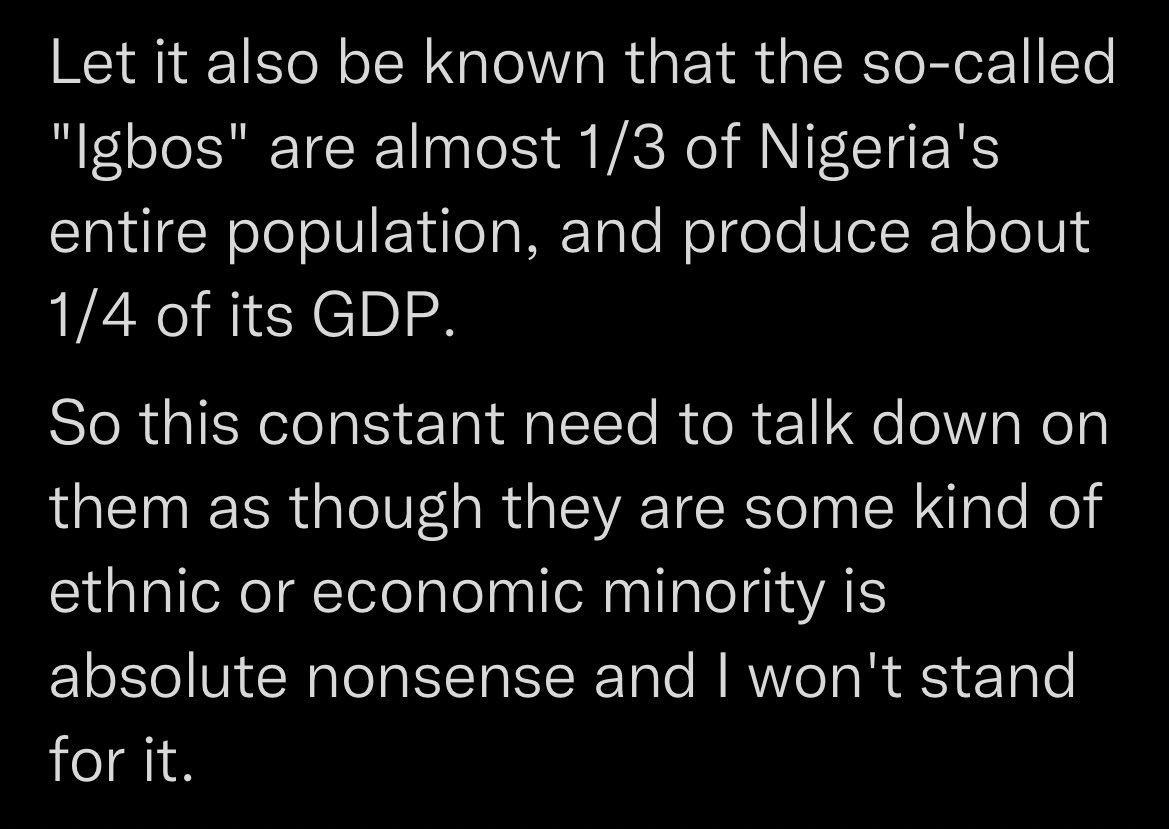 Let it also be known that the so-called
"Igbos" are almost 1/3 of Nigeria's
entire population, and produce about
1/4 of its GDP.
So this constant need to talk down on
them as though they are some kind of
ethnic or economic minority is
absolute nonsense and I won't stand
for it.